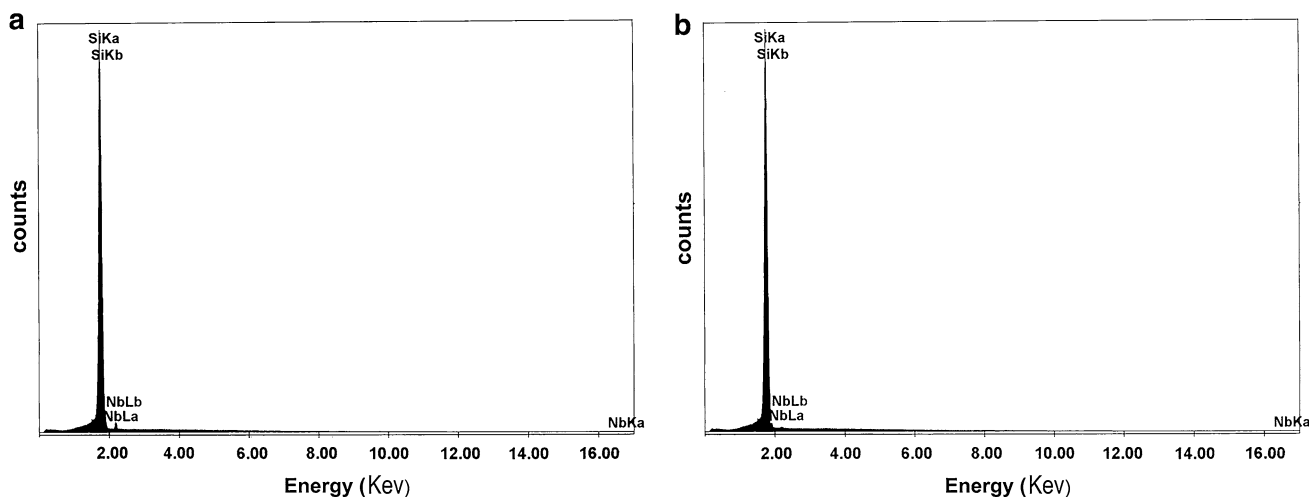 a
SiKa
SiKb
counts
NbLb
NbLa
NbKa
2.00 4.00 6.00 8.00 10.00 12.00 14.00 16.00
Energy (Kev)
b
SiKa
SiKb
counts
NbLb
NbLa
NbKa
2.00 4.00 6.00 8.00 10.00 12.00 14.00 16.00
Energy (Kev)